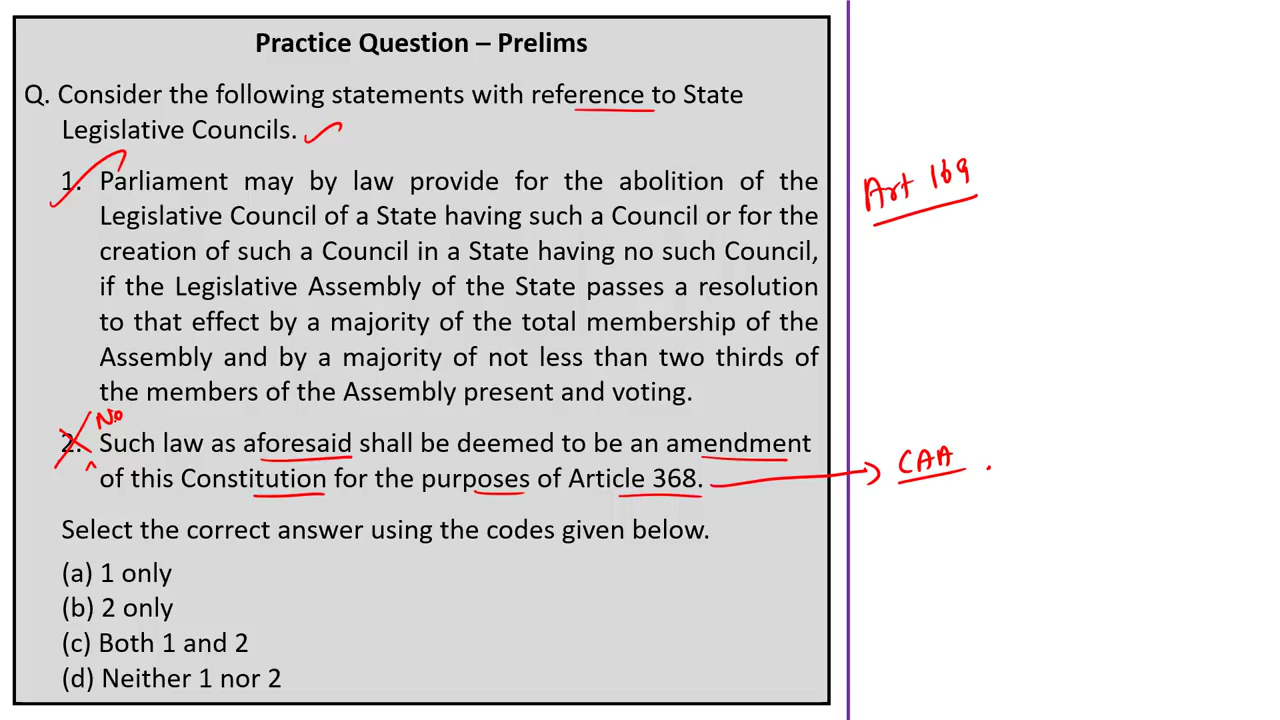 Practice Question – Prelims
Q. Consider the following statements with reference to State
Legislative Councils.
1. Parliament may by law provide for the abolition of the
Legislative Council of a State having such a Council or for the
creation of such a Council in a State having no such Council,
if the Legislative Assembly of the State passes a resolution
to that effect by a majority of the total membership of the
Assembly and by a majority of not less than two thirds of
the members of the Assembly present and voting.
No
2. Such law as aforesaid shall be deemed to be an amendment
of this Constitution for the purposes of Article 368.
Select the correct answer using the codes given below.
(a) 1 only
(b) 2 only
(c) Both 1 and 2
(d) Neither 1 nor 2
Art 169
CAA